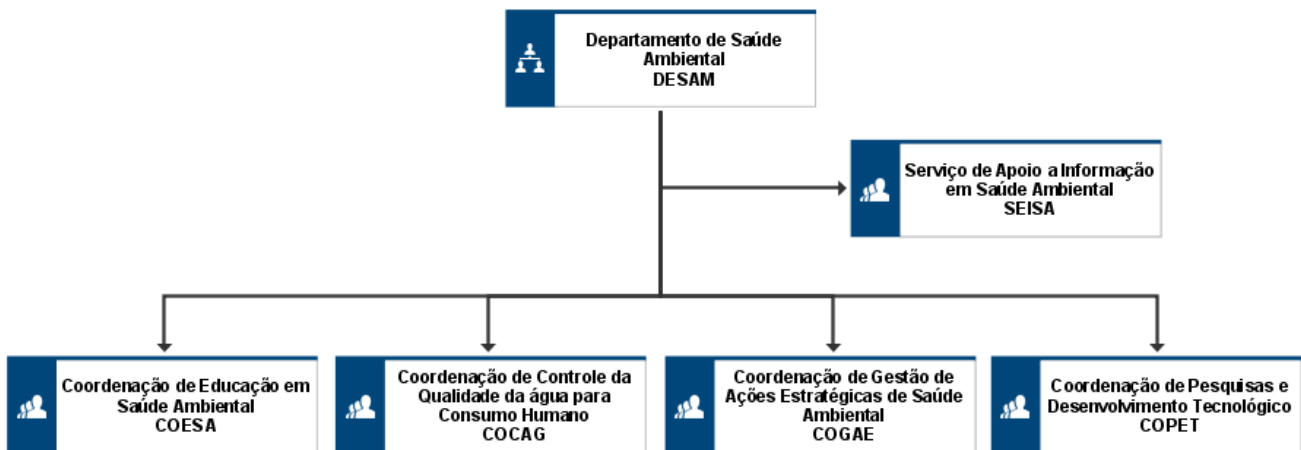 Departamento de Saúde
Ambiental
DESAM
Serviço de Apoio a Informação
em Saúde Ambiental
SEISA
Coordenação de Educação em
Saúde Ambiental
COESA
Coordenação de Controle da
Qualidade da água para
Consumo Humano
COCAG
Coordenação de Gestão de
Ações Estratégicas de Saúde
Ambiental
COGAE
Coordenação de Pesquisas e
Desenvolvimento Tecnológico
COPET